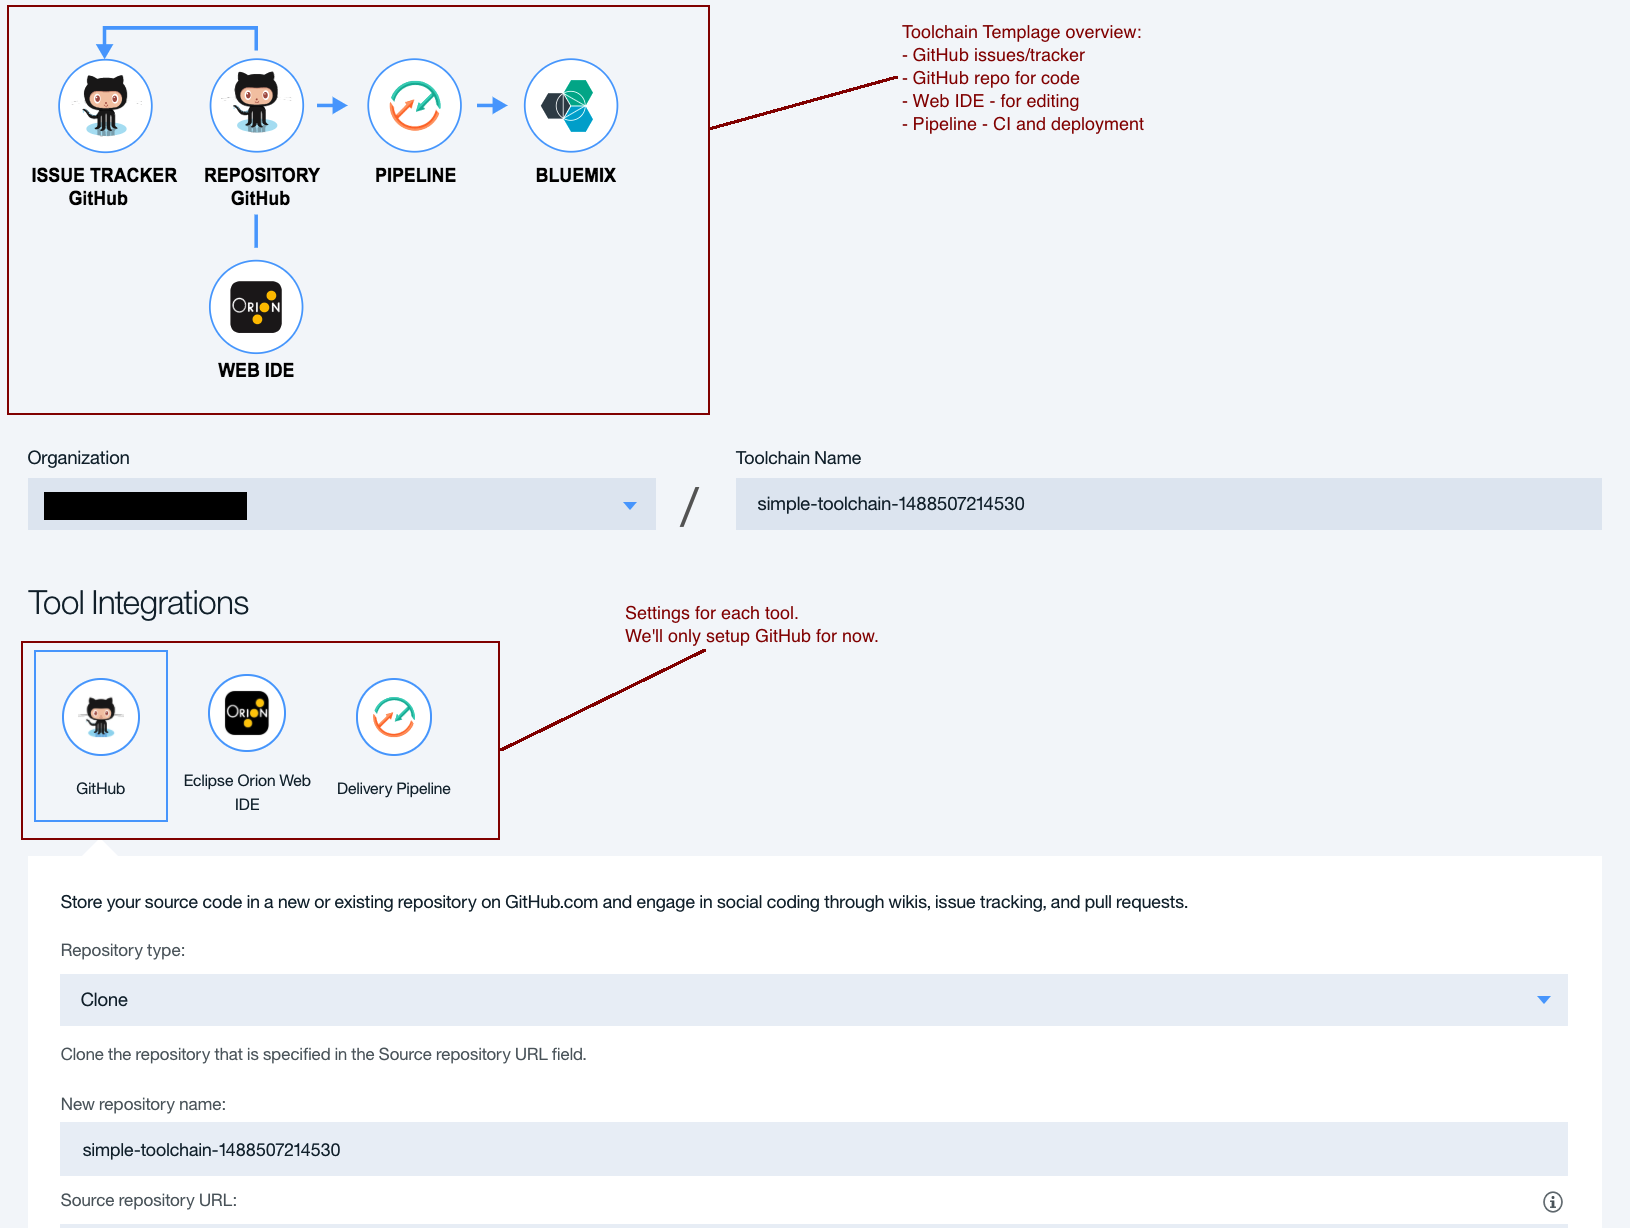 Toolchain Templage overview:
- GitHub issues/tracker
- GitHub repo for code
- Web IDE - for editing
- Pipeline - CI and deployment
ISSUE TRACKER
GitHub
REPOSITORY
GitHub
PIPELINE
BLUEMIX
ORION
WEB IDE
Organization
Toolchain Name
/
simple-toolchain-1488507214530
Tool Integrations
Settings for each tool.
We'll only setup GitHub for now.
ORION
GitHub
Eclipse Orion Web
IDE
Delivery Pipeline
Store your source code in a new or existing repository on GitHub.com and engage in social coding through wikis, issue tracking, and pull requests.
Repository type:
Clone
Clone the repository that is specified in the Source repository URL field.
New repository name:
simple-toolchain-1488507214530
Source repository URL: